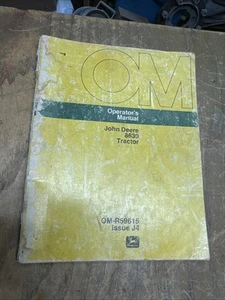 OM
Operator's
Manual
John Deere
8630
Tractor
OM-R59615
Issue J4